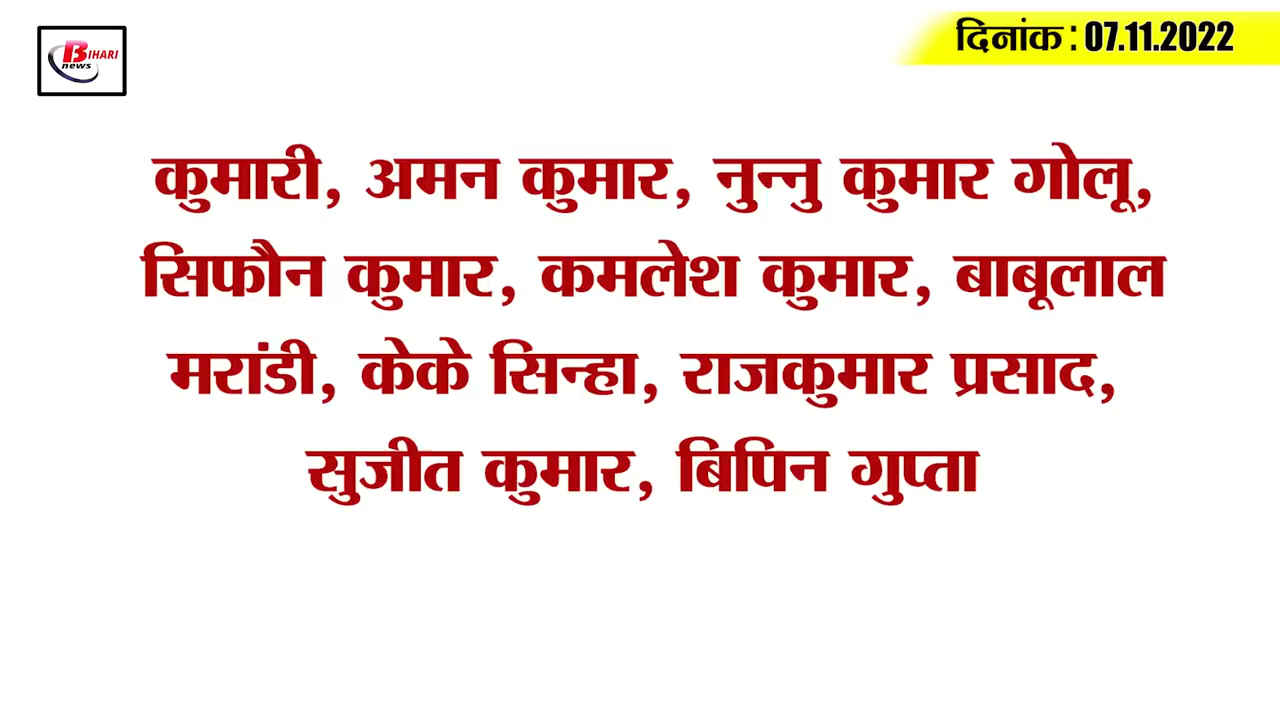 BIHARI
news
दिनांक : 07.11.2022
कुमारी, अमन कुमार, नुन्नु कुमार गोलू,
सिफौन कुमार, कमलेश कुमार, बाबूलाल
मरांडी, केके सिन्हा, राजकुमार प्रसाद,
सुजीत कुमार, बिपिन गुप्ता